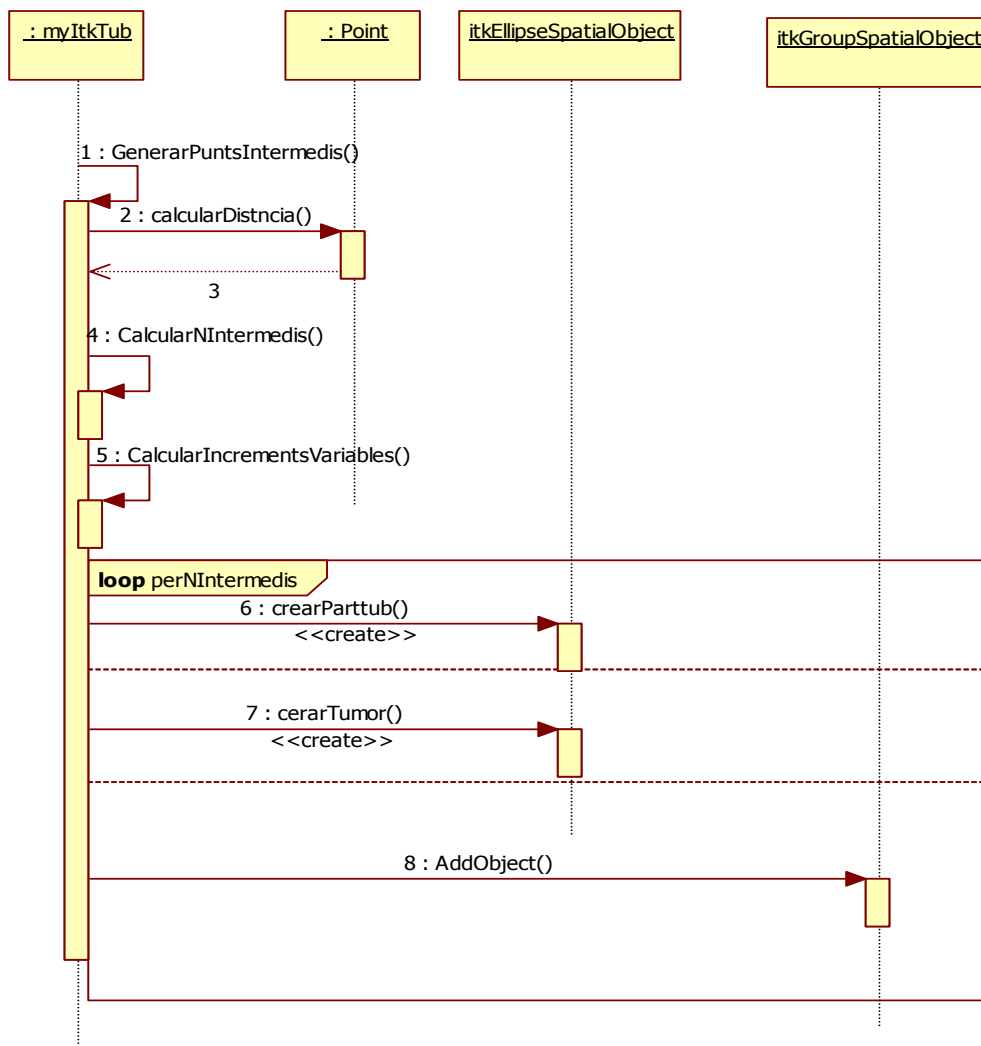 : myItkTub
: Point
itkEllipseSpatialObject
itkGroupSpatialObject
1 : GenerarPuntsIntermedis()
2 : calcularDistncia()
3
4 : CalcularNIntermedis()
5 : CalcularIncrementsVariables()
loop perNIntermedis
6 : crearParttub()
<<create>>
7 : cerarTumor()
<<create>>
8 : AddObject()